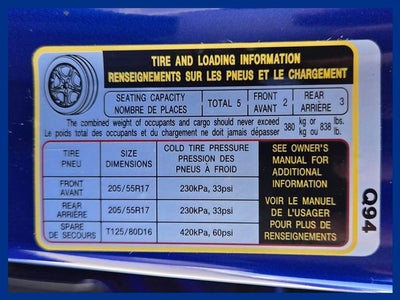 TIRE AND LOADING INFORMATION
RENSEIGNEMENTS SUR LES PNEUS ET LE CHARGEMENT
SEATING CAPACITY
NOMBRE DE PLACES
TOTAL 5
FRONT
AVANT 2
REAR
ARRIÈRE 3
The combined weight of occupants and cargo should never exceed 380 kg or 838 lbs.
Le poids total des occupants et du chargement ne doit jamais dépasser kg ou lb.
TIRE
PNEU
SIZE
DIMENSIONS
COLD TIRE PRESSURE
PRESSION DES
PNEUS À FROID
FRONT
AVANT
205/55R17
230kPa, 33psi
REAR
ARRIÈRE
205/55R17
230kPa, 33psi
SPARE
DE SECOURS
T125/80D16
420kPa, 60psi
SEE OWNER'S
MANUAL FOR
ADDITIONAL
INFORMATION
VOIR LE MANUEL
DE L'USAGER
POUR PLUS DE
RENSEIGNEMENTS
Q94